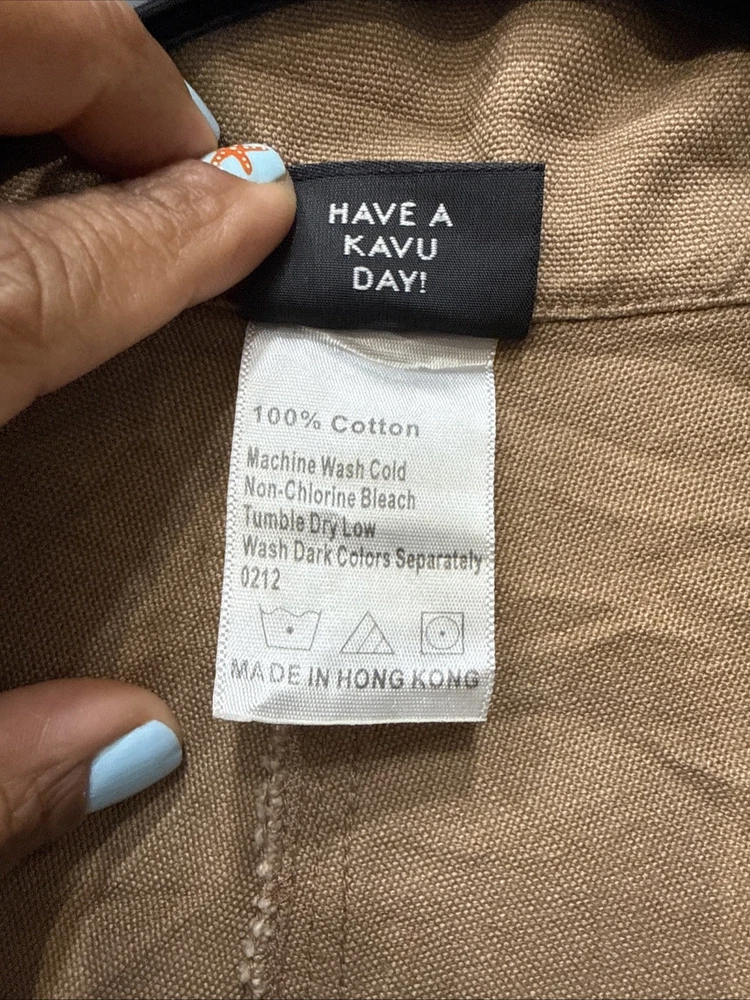 HAVE A
KAVU
DAY!
100% Cotton
Machine Wash Cold
Non-Chlorine Bleach
Tumble Dry Low
Wash Dark Colors Separately
0212
MADE IN HONG KONG